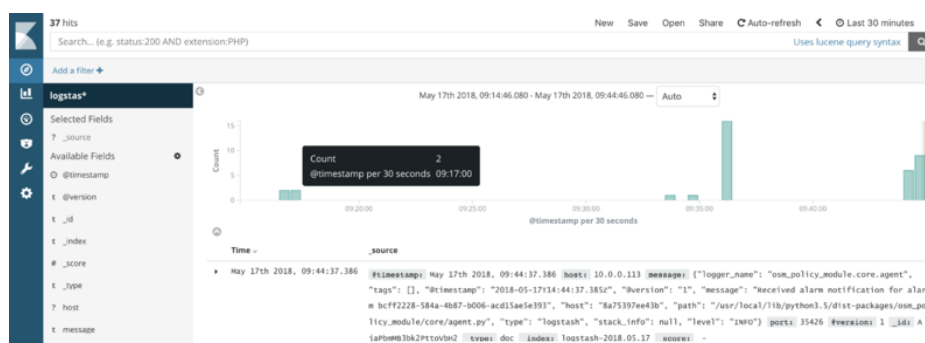 37 hits
New Save Open Share Auto-refresh Last 30 minutes
Search... (e.g. status:200 AND extension:PHP)
Uses lucene query syntax
Add a filter +
logstas*
May 17th 2018, 09:14:46.080 - May 17th 2018, 09:44:46.080 — Auto
Selected Fields
? _source
Available Fields
@timestamp
t @version
t _id
t _index
# _score
t _type
? host
t message
Count
15
10
5
0
Count 2
@timestamp per 30 seconds 09:17:00
09:20:00 09:25:00 09:30:00 09:35:00 09:40:00
@timestamp per 30 seconds
Time _source
May 17th 2018, 09:44:37.386
@timestamp: May 17th 2018, 09:44:37.386 host: 10.0.0.113 message: {"logger_name": "osm_policy_module.core.agent",
"tags": [], "@timestamp": "2018-05-17T14:44:37.385Z", "@version": "1", "message": "Received alarm notification for alar
m bcff2228-584a-4b87-b006-acd15ae5e393", "host": "8a75397ee43b", "path": "/usr/local/lib/python3.5/dist-packages/osm_po
licy_module/core/agent.py", "type": "logstash", "stack_info": null, "level": "INFO"} port: 35426 @version: 1 _id: A
_type: doc _index: logstash-2018.05.17 _score: -